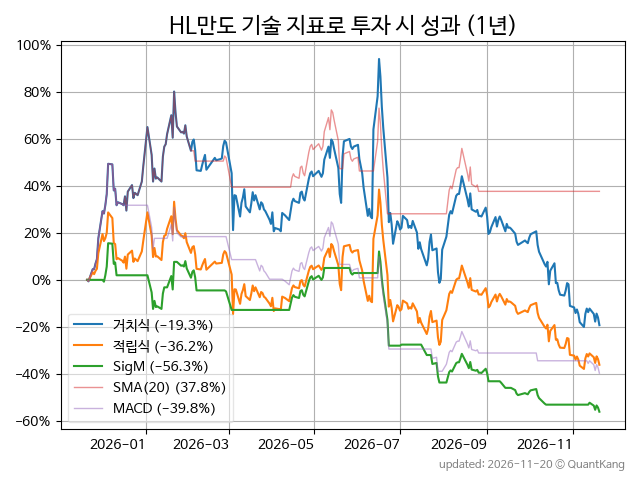 HL만도 기술 지표로 투자 시 성과 (1년)
100%
80%
60%
40%
20%
0%
−20%
−40%
−60%
거치식 (−19.3%)
적립식 (−36.2%)
SigM (−56.3%)
SMA(20) (37.8%)
MACD (−39.8%)
2026-01 2026-03 2026-05 2026-07 2026-09 2026-11
updated: 2026-11-20 © QuantKang